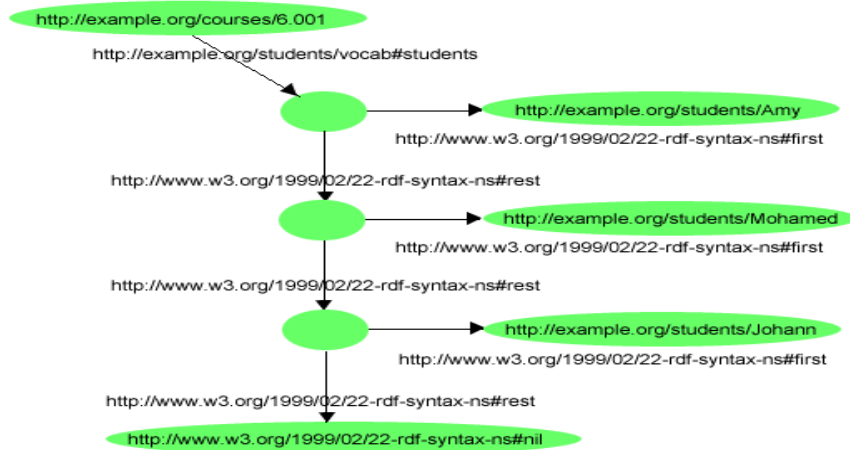 http://example.org/courses/6.001
http://example.org/students/vocab#students
http://example.org/students/Amy
http://www.w3.org/1999/02/22-rdf-syntax-ns#first
http://www.w3.org/1999/02/22-rdf-syntax-ns#rest
http://example.org/students/Mohamed
http://www.w3.org/1999/02/22-rdf-syntax-ns#first
http://www.w3.org/1999/02/22-rdf-syntax-ns#rest
http://example.org/students/Johann
http://www.w3.org/1999/02/22-rdf-syntax-ns#first
http://www.w3.org/1999/02/22-rdf-syntax-ns#rest
http://www.w3.org/1999/02/22-rdf-syntax-ns#nil